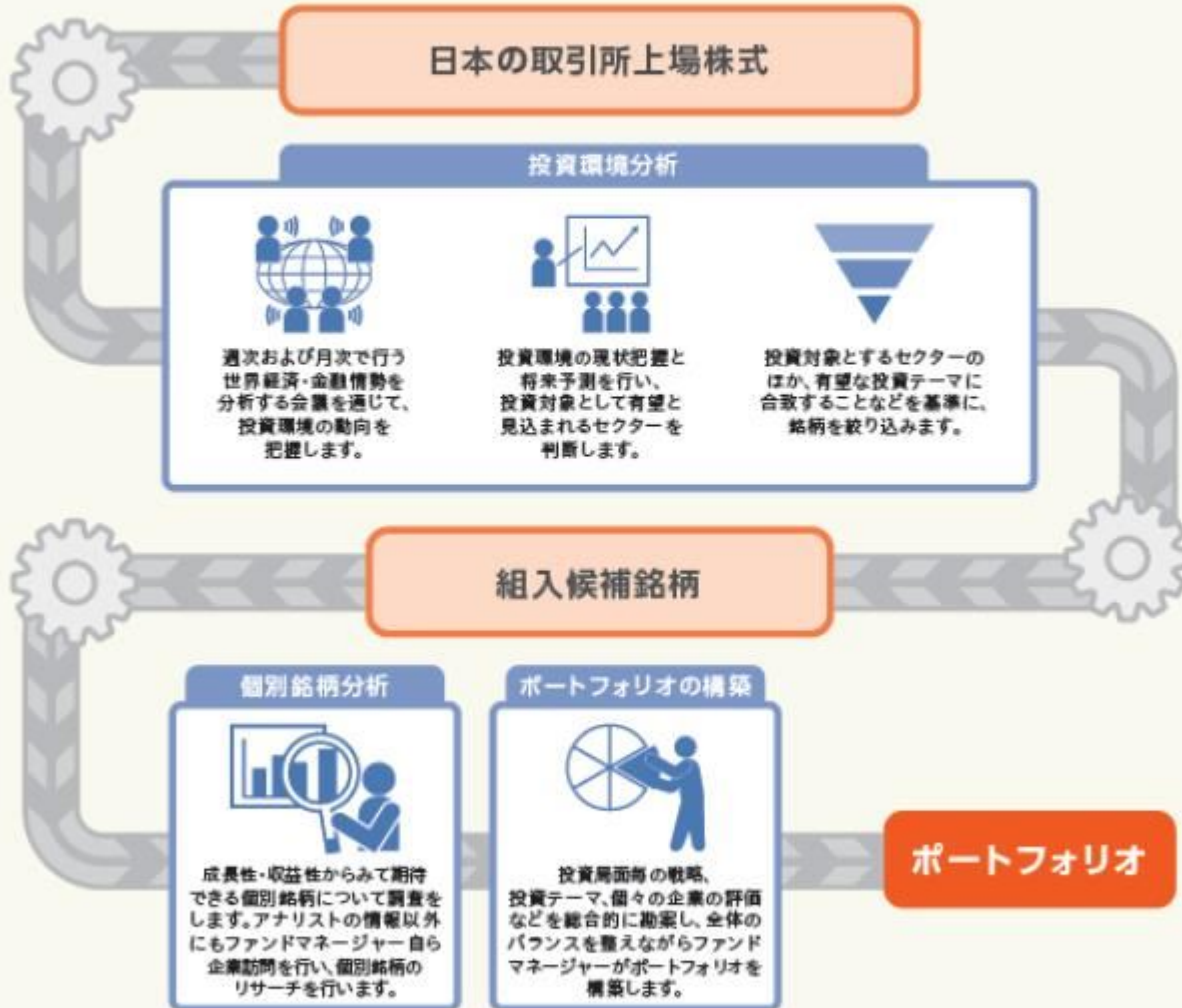 日本の取引所上場株式
投資環境分析
週次および月次で行う
世界経済・金融情勢を
分析する会議を通じて、
投資環境の動向を
把握します。
投資環境の現状把握と
将来予測を行い、
投資対象として有望と
見込まれるセクターを
判断します。
投資対象とするセクターの
ほか、有望な投資テーマに
合致することなどを基準に、
銘柄を絞り込みます。
組入候補銘柄
個別銘柄分析
成長性・収益性からみて期待
できる個別銘柄について調査を
します。アナリストの情報以外
にもファンドマネージャー自ら
企業訪問を行い、個別銘柄の
リサーチを行います。
ポートフォリオの構築
投資局面毎の戦略、
投資テーマ、個々の企業の評価
などを総合的に勘案し、全体の
バランスを整えながらファンド
マネージャーがポートフォリオを
構築します。
ポートフォリオ